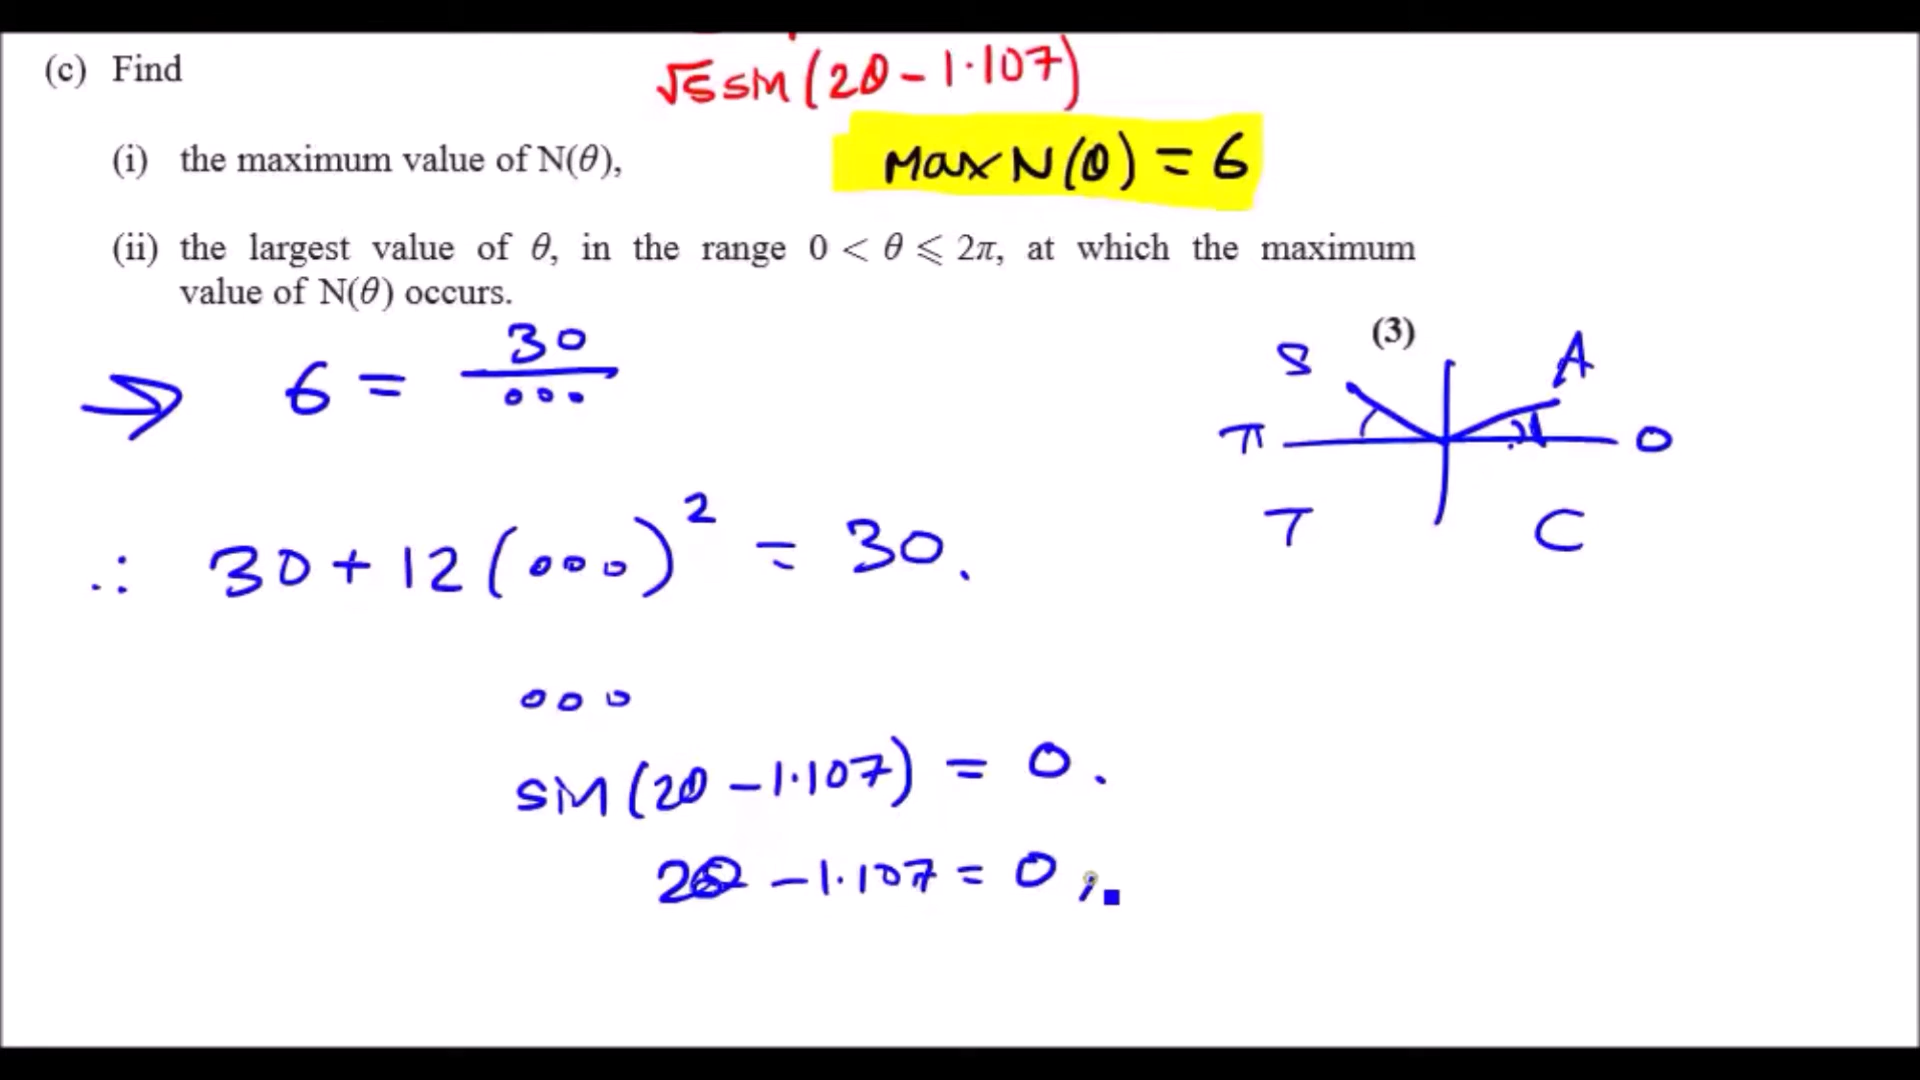 (c) Find
√5 sin (2θ - 1.107)
(i) the maximum value of N(θ),
Max N(θ) = 6
(ii) the largest value of θ, in the range 0 < θ ⩽ 2π, at which the maximum
value of N(θ) occurs.
(3)
→ 6 = 30/∘∘∘
S A
π 0
T C
∴ 30 + 12 (∘∘∘)² = 30.
∘∘∘
sin (2θ - 1.107) = 0.
2θ - 1.107 = 0,